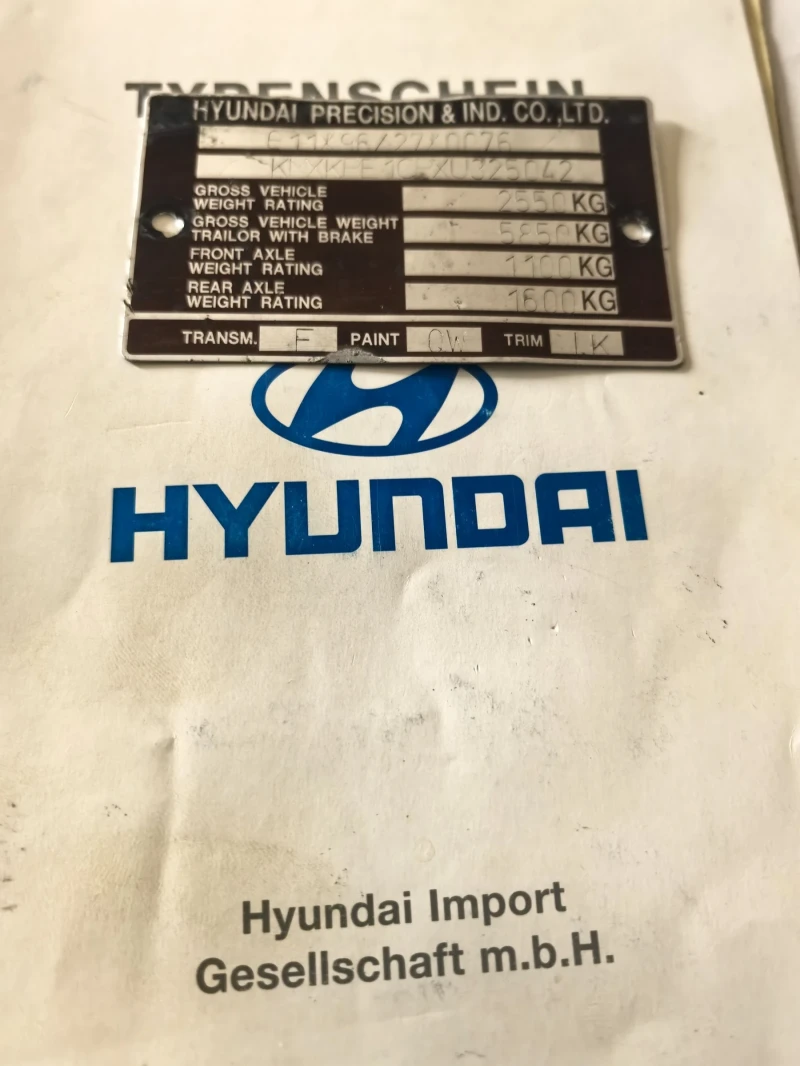 TYPENSCHEIN
HYUNDAI PRECISION & IND. CO.,LTD.
GROSS VEHICLE
WEIGHT RATING 2550 KG
GROSS VEHICLE WEIGHT
TRAILOR WITH BRAKE 5850 KG
FRONT AXLE
WEIGHT RATING 1100 KG
REAR AXLE
WEIGHT RATING 1600 KG
TRANSM. PAINT TRIM
HYUNDAI
Hyundai Import
Gesellschaft m.b.H.